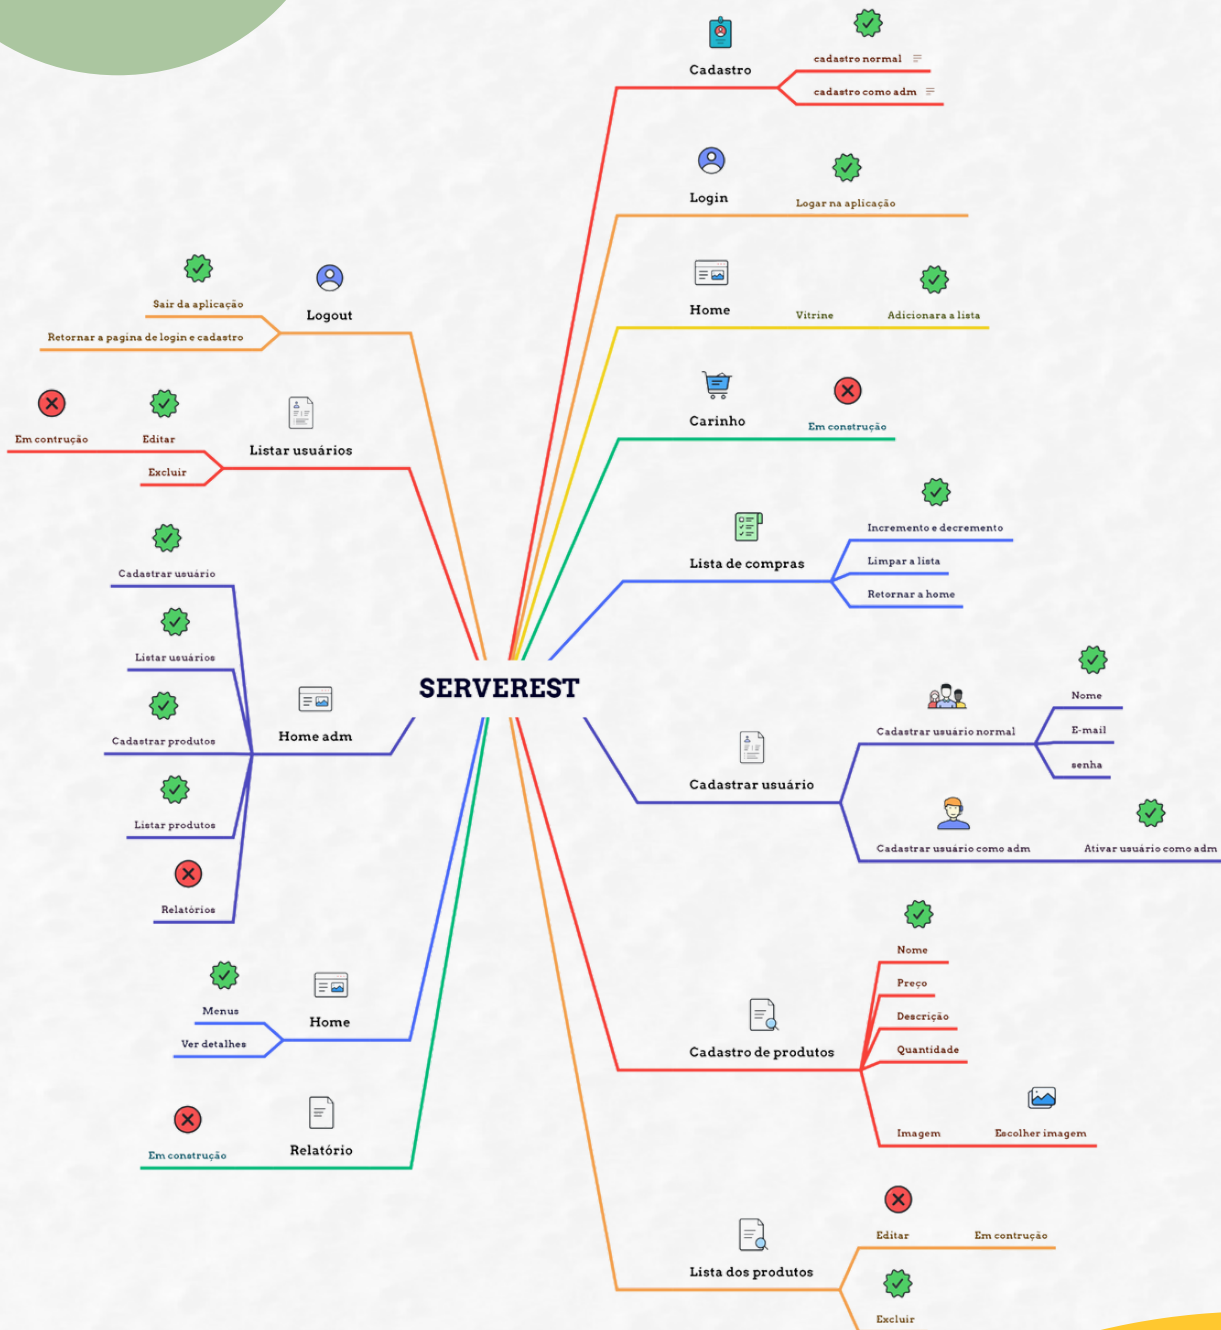 SERVEREST
Cadastro
cadastro normal
cadastro como adm
Login
Logar na aplicação
Home
Vitrine
Adicionara a lista
Carinho
Em construção
Lista de compras
Incremento e decremento
Limpar a lista
Retornar a home
Cadastrar usuário
Cadastrar usuário normal
Nome
E-mail
senha
Cadastrar usuário como adm
Ativar usuário como adm
Cadastro de produtos
Nome
Preço
Descrição
Quantidade
Imagem
Escolher imagem
Lista dos produtos
Editar
Em contrução
Excluir
Logout
Sair da aplicação
Retornar a pagina de login e cadastro
Listar usuários
Editar
Em contrução
Excluir
Home adm
Cadastrar usuário
Listar usuários
Cadastrar produtos
Listar produtos
Relatórios
Home
Menus
Ver detalhes
Relatório
Em construção